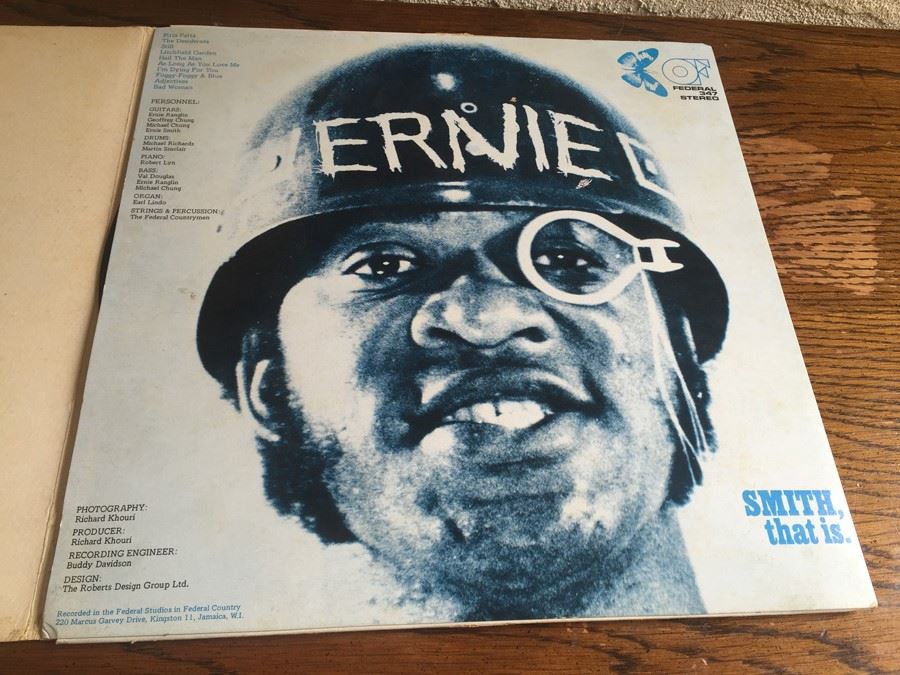 Pitta Patta
The Desiderata
Still
Litchfield Garden
Hail The Man
As Long As You Love Me
I'm Dying For You
Foggy-Foggy & Blue
Adjectives
Bad Woman
PERSONNEL:
GUITARS:
Ernie Ranglin
Geoffrey Chung
Michael Chung
Ernie Smith
DRUMS:
Michael Richards
Martin Sinclair
PIANO:
Robert Lyn
BASS:
Val Douglas
Ernie Ranglin
Michael Chung
ORGAN:
Earl Lindo
STRINGS & PERCUSSION:
The Federal Countrymen
ERNIE
FEDERAL
347
STEREO
SMITH,
that is.
PHOTOGRAPHY:
Richard Khouri
PRODUCER:
Richard Khouri
RECORDING ENGINEER:
Buddy Davidson
DESIGN:
The Roberts Design Group Ltd.
Recorded in the Federal Studios in Federal Country
220 Marcus Garvey Drive, Kingston 11, Jamaica, W.I.